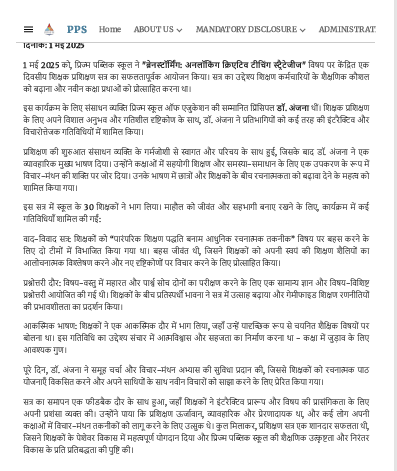 PPS Home ABOUT US MANDATORY DISCLOSURE ADMINISTRAT
दिनांक: 1 मई 2025
1 मई 2025 को, प्रिज्म पब्लिक स्कूल ने "ब्रेनस्टॉर्मिंग: अनलॉकिंग क्रिएटिव टीचिंग स्ट्रैटेजीज" विषय पर केंद्रित एक
दिवसीय शिक्षक प्रशिक्षण सत्र का सफलतापूर्वक आयोजन किया। सत्र का उद्देश्य शिक्षण कर्मचारियों के शैक्षणिक कौशल
को बढ़ाना और नवीन कक्षा प्रथाओं को प्रोत्साहित करना था।
इस कार्यक्रम के लिए संसाधन व्यक्ति प्रिज्म स्कूल ऑफ एजुकेशन की सम्मानित प्रिंसिपल डॉ. अंजना थीं। शिक्षक प्रशिक्षण
के लिए अपने विशाल अनुभव और गतिशील दृष्टिकोण के साथ, डॉ. अंजना ने प्रतिभागियों को कई तरह की इंटरैक्टिव और
विचारोत्तेजक गतिविधियों में शामिल किया।
प्रशिक्षण की शुरुआत संसाधन व्यक्ति के गर्मजोशी से स्वागत और परिचय के साथ हुई, जिसके बाद डॉ. अंजना ने एक
व्यावहारिक मुख्य भाषण दिया। उन्होंने कक्षाओं में सहयोगी शिक्षण और समस्या-समाधान के लिए एक उपकरण के रूप में
विचार-मंथन की शक्ति पर जोर दिया। उनके भाषण में छात्रों और शिक्षकों के बीच रचनात्मकता को बढ़ावा देने के महत्व को
शामिल किया गया।
इस सत्र में स्कूल के 30 शिक्षकों ने भाग लिया। माहौल को जीवंत और सहभागी बनाए रखने के लिए, कार्यक्रम में कई
गतिविधियाँ शामिल की गईं:
वाद-विवाद सत्र: शिक्षकों को "पारंपरिक शिक्षण पद्धति बनाम आधुनिक रचनात्मक तकनीक" विषय पर बहस करने के
लिए दो टीमों में विभाजित किया गया था। बहस जीवंत थी, जिसने शिक्षकों को अपनी स्वयं की शिक्षण शैलियों का
आलोचनात्मक विश्लेषण करने और नए दृष्टिकोणों पर विचार करने के लिए प्रोत्साहित किया।
प्रश्नोत्तरी दौर: विषय-वस्तु में महारत और पार्श्व सोच दोनों का परीक्षण करने के लिए एक सामान्य ज्ञान और विषय-विशिष्ट
प्रश्नोत्तरी आयोजित की गई थी। शिक्षकों के बीच प्रतिस्पर्धी भावना ने सत्र में उत्साह बढ़ाया और गेमीफाइड शिक्षण रणनीतियों
की प्रभावशीलता का प्रदर्शन किया।
आकस्मिक भाषण: शिक्षकों ने एक आकस्मिक दौर में भाग लिया, जहाँ उन्हें यादृच्छिक रूप से चयनित शैक्षिक विषयों पर
बोलना था। इस गतिविधि का उद्देश्य संचार में आत्मविश्वास और सहजता का निर्माण करना था - कक्षा में जुड़ाव के लिए
आवश्यक गुण।
पूरे दिन, डॉ. अंजना ने समूह चर्चा और विचार-मंथन अभ्यास की सुविधा प्रदान की, जिससे शिक्षकों को रचनात्मक पाठ
योजनाएँ विकसित करने और अपने साथियों के साथ नवीन विचारों को साझा करने के लिए प्रेरित किया गया।
सत्र का समापन एक फीडबैक दौर के साथ हुआ, जहाँ शिक्षकों ने इंटरैक्टिव प्रारूप और विषय की प्रासंगिकता के लिए
अपनी प्रशंसा व्यक्त की। उन्होंने पाया कि प्रशिक्षण ऊर्जावान, व्यावहारिक और प्रेरणादायक था, और कई लोग अपनी
कक्षाओं में विचार-मंथन तकनीकों को लागू करने के लिए उत्सुक थे। कुल मिलाकर, प्रशिक्षण सत्र एक शानदार सफलता थी,
जिसने शिक्षकों के पेशेवर विकास में महत्वपूर्ण योगदान दिया और प्रिज्म पब्लिक स्कूल की शैक्षणिक उत्कृष्टता और निरंतर
विकास के प्रति प्रतिबद्धता की पुष्टि की।